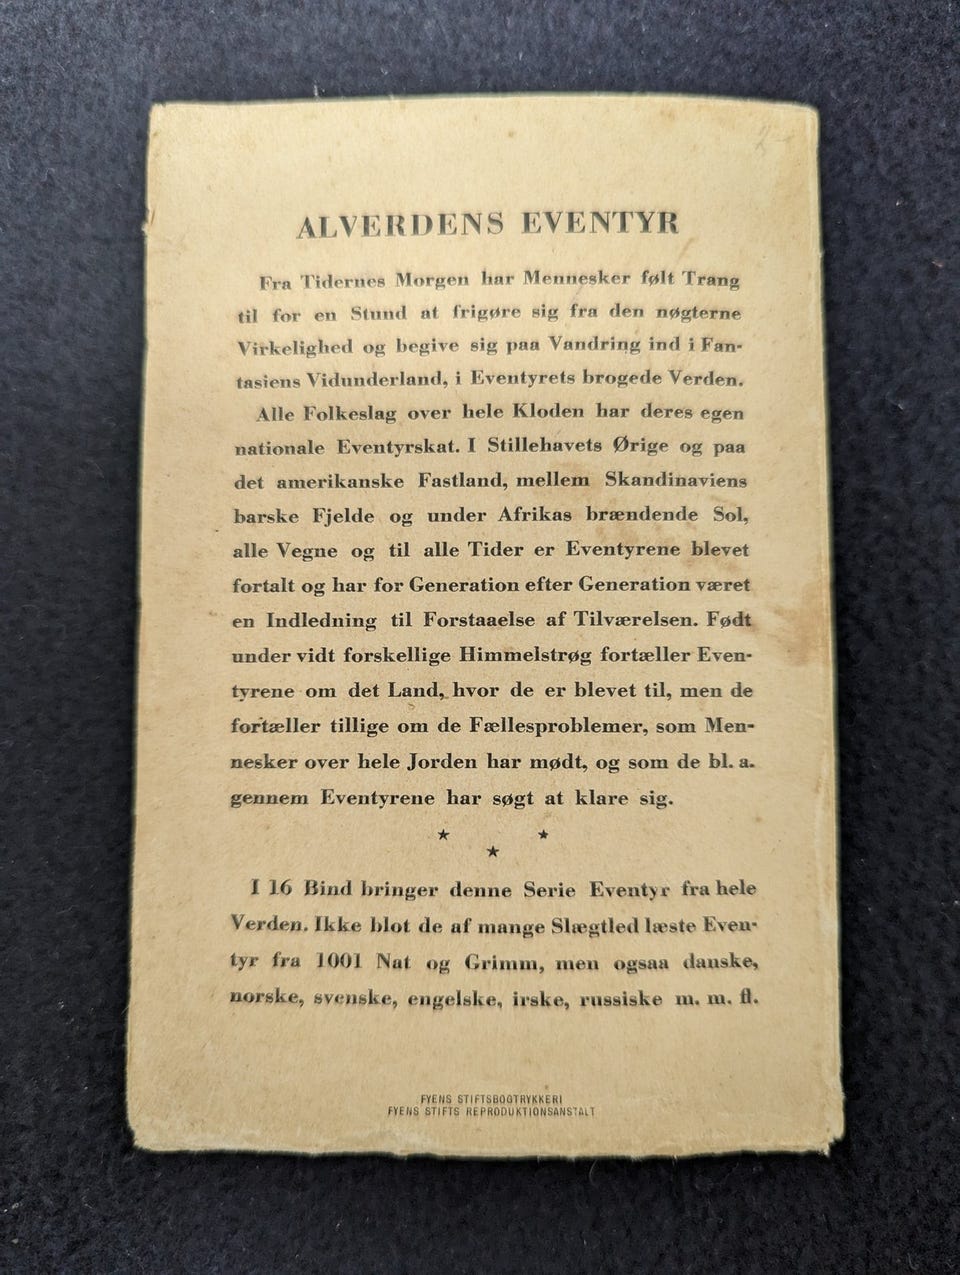 ALVERDENS EVENTYR
Fra Tidernes Morgen har Mennesker følt Trang
til for en Stund at frigøre sig fra den nøgterne
Virkelighed og begive sig paa Vandring ind i Fan-
tasiens Vidunderland, i Eventyrets brogede Verden.
Alle Folkeslag over hele Kloden har deres egen
nationale Eventyrskat. I Stillehavets Ørige og paa
det amerikanske Fastland, mellem Skandinaviens
barske Fjelde og under Afrikas brændende Sol,
alle Vegne og til alle Tider er Eventyrene blevet
fortalt og har for Generation efter Generation været
en Indledning til Forstaaelse af Tilværelsen. Født
under vidt forskellige Himmelstrøg fortæller Even-
tyrene om det Land, hvor de er blevet til, men de
fortæller tillige om de Fællesproblemer, som Men-
nesker over hele Jorden har mødt, og som de bl. a.
gennem Eventyrene har søgt at klare sig.
I 16 Bind bringer denne Serie Eventyr fra hele
Verden. Ikke blot de af mange Slægtled læste Even-
tyr fra 1001 Nat og Grimm, men ogsaa danske,
norske, svenske, engelske, irske, russiske m. m. fl.
FYENS STIFTSBOGTRYKKERI
FYENS STIFTS REPRODUKTIONSANSTALT